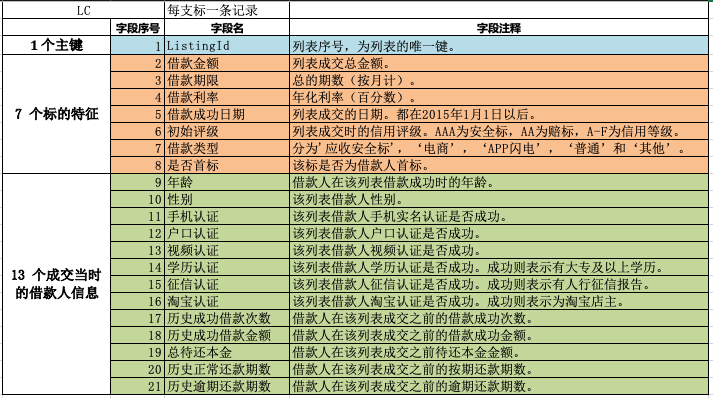 LC 每支标一条记录
字段序号 字段名 字段注释
1个主键 1 ListingId 列表序号，为列表的唯一键。
7 个标的特征
2 借款金额 列表成交总金额。
3 借款期限 总的期数（按月计）。
4 借款利率 年化利率（百分数）。
5 借款成功日期 列表成交的日期。都在2015年1月1日以后。
6 初始评级 列表成交时的信用评级。AAA为安全标，AA为赔标，A-F为信用等级。
7 借款类型 分为'应收安全标'，‘电商’，‘APP闪电’，‘普通’和‘其他’。
8 是否首标 该标是否为借款人首标。
13 个成交当时的借款人信息
9 年龄 借款人在该列表借款成功时的年龄。
10 性别 该列表借款人性别。
11 手机认证 该列表借款人手机实名认证是否成功。
12 户口认证 该列表借款人户口认证是否成功。
13 视频认证 该列表借款人视频认证是否成功。
14 学历认证 该列表借款人学历认证是否成功。成功则表示有大专及以上学历。
15 征信认证 该列表借款人征信认证是否成功。成功则表示有人行征信报告。
16 淘宝认证 该列表借款人淘宝认证是否成功。成功则表示为淘宝店主。
17 历史成功借款次数 借款人在该列表成交之前的借款成功次数。
18 历史成功借款金额 借款人在该列表成交之前的借款成功金额。
19 总待还本金 借款人在该列表成交之前待还本金金额。
20 历史正常还款期数 借款人在该列表成交之前的按期还款期数。
21 历史逾期还款期数 借款人在该列表成交之前的逾期还款期数。